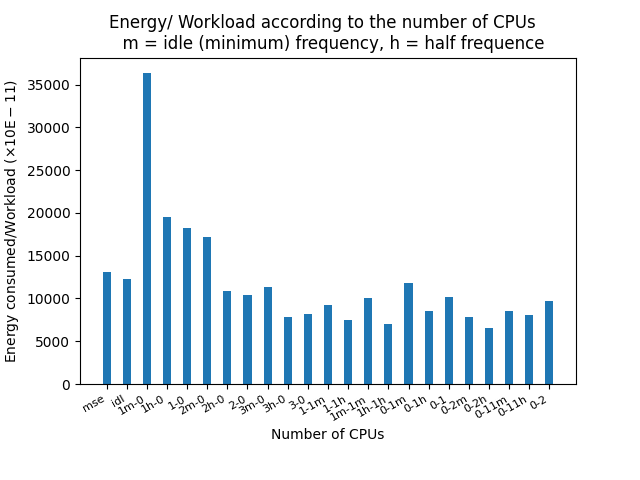 Energy/ Workload according to the number of CPUs
m = idle (minimum) frequency, h = half frequence
Energy consumed/Workload (×10E − 11)
35000
30000
25000
20000
15000
10000
5000
0
mse
idl
1m-0
1h-0
1-0
2m-0
2h-0
2-0
3m-0
3h-0
3-0
1-1m
1-1h
1m-1m
1h-1h
0-1m
0-1h
0-1
0-2m
0-2h
0-11m
0-11h
0-2
Number of CPUs